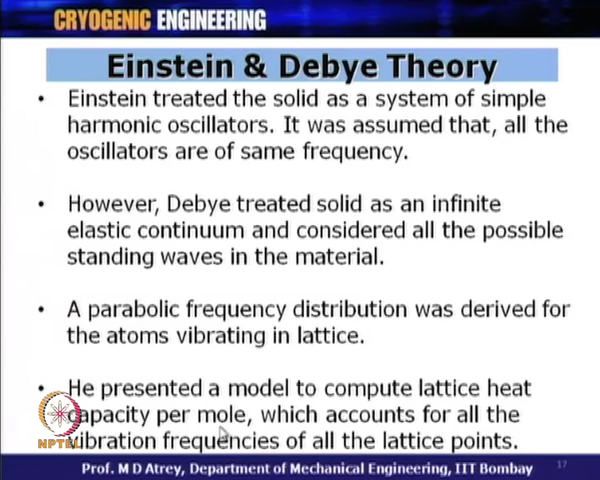 CRYOGENIC ENGINEERING
Einstein & Debye Theory
• Einstein treated the solid as a system of simple
harmonic oscillators. It was assumed that, all the
oscillators are of same frequency.
• However, Debye treated solid as an infinite
elastic continuum and considered all the possible
standing waves in the material.
• A parabolic frequency distribution was derived for
the atoms vibrating in lattice.
• He presented a model to compute lattice heat
capacity per mole, which accounts for all the
vibration frequencies of all the lattice points.
NPTEL
Prof. M D Atrey, Department of Mechanical Engineering, IIT Bombay
17